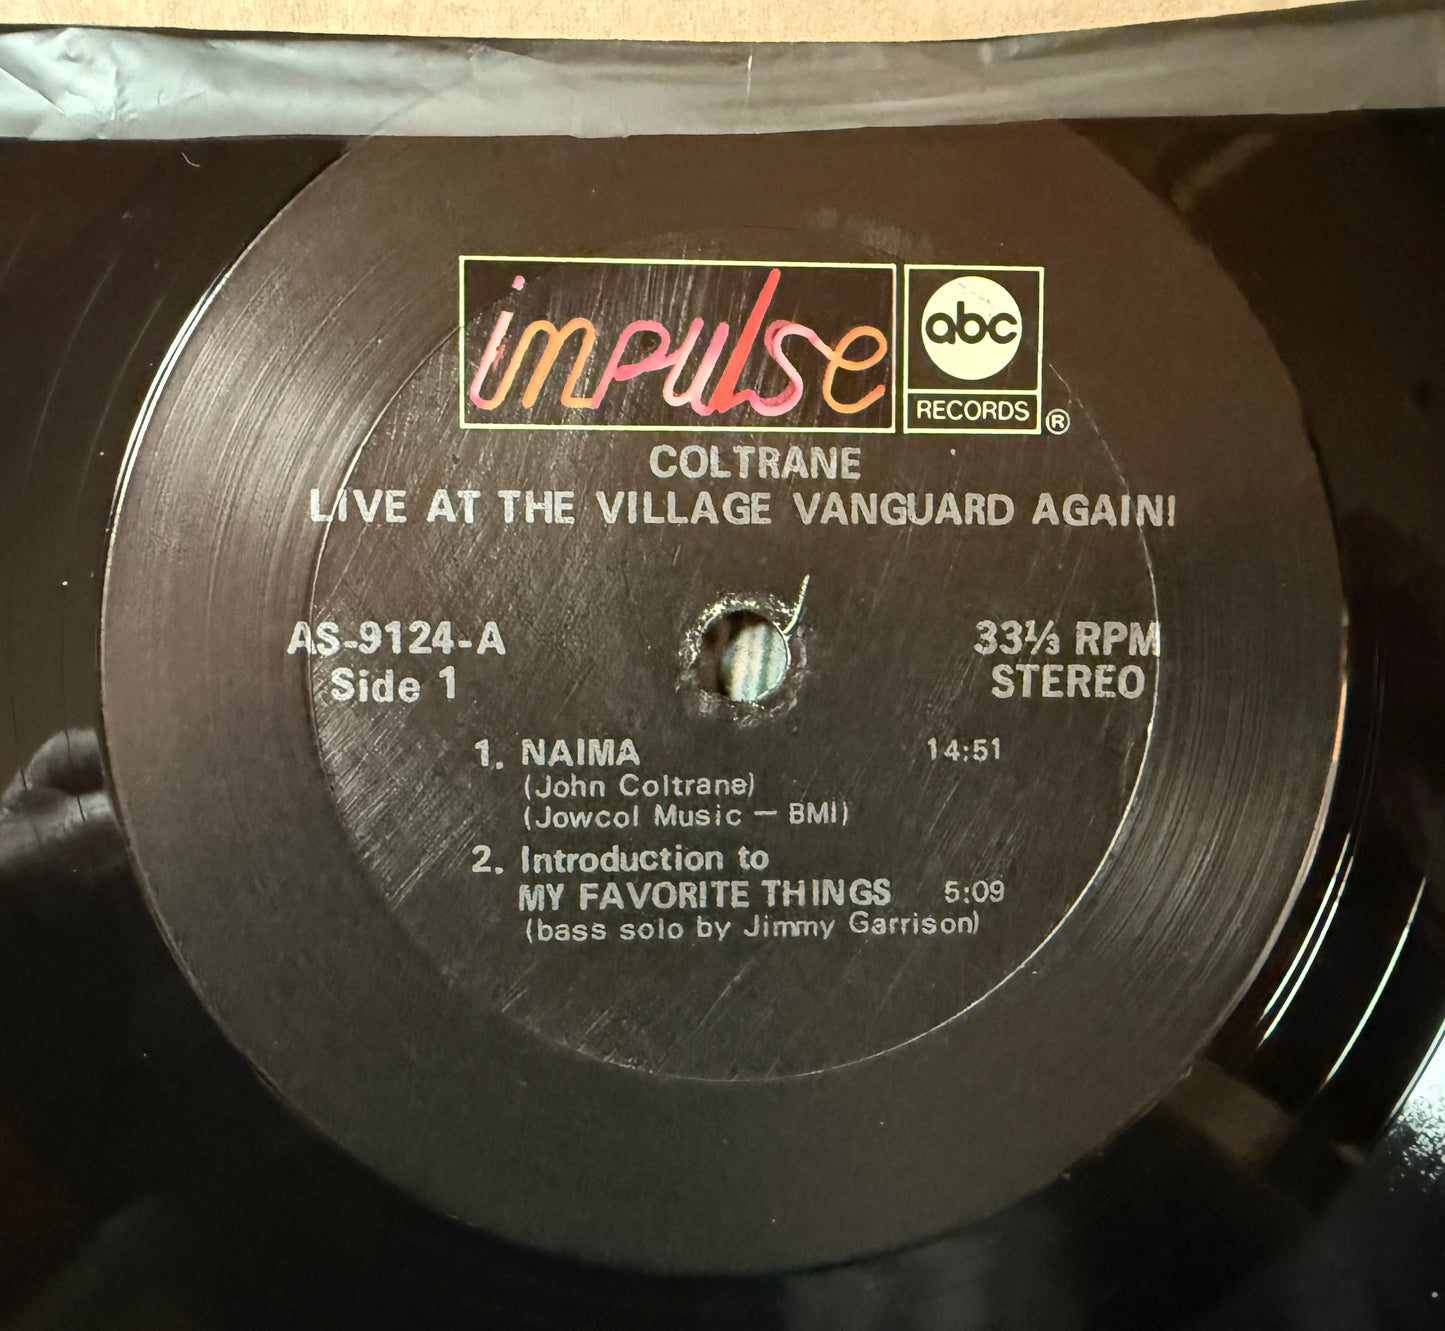 impulse
abc
RECORDS ®
COLTRANE
LIVE AT THE VILLAGE VANGUARD AGAIN!
AS-9124-A
Side 1
33⅓ RPM
STEREO
1. NAIMA 14:51
(John Coltrane)
(Jowcol Music — BMI)
2. Introduction to
MY FAVORITE THINGS 5:09
(bass solo by Jimmy Garrison)